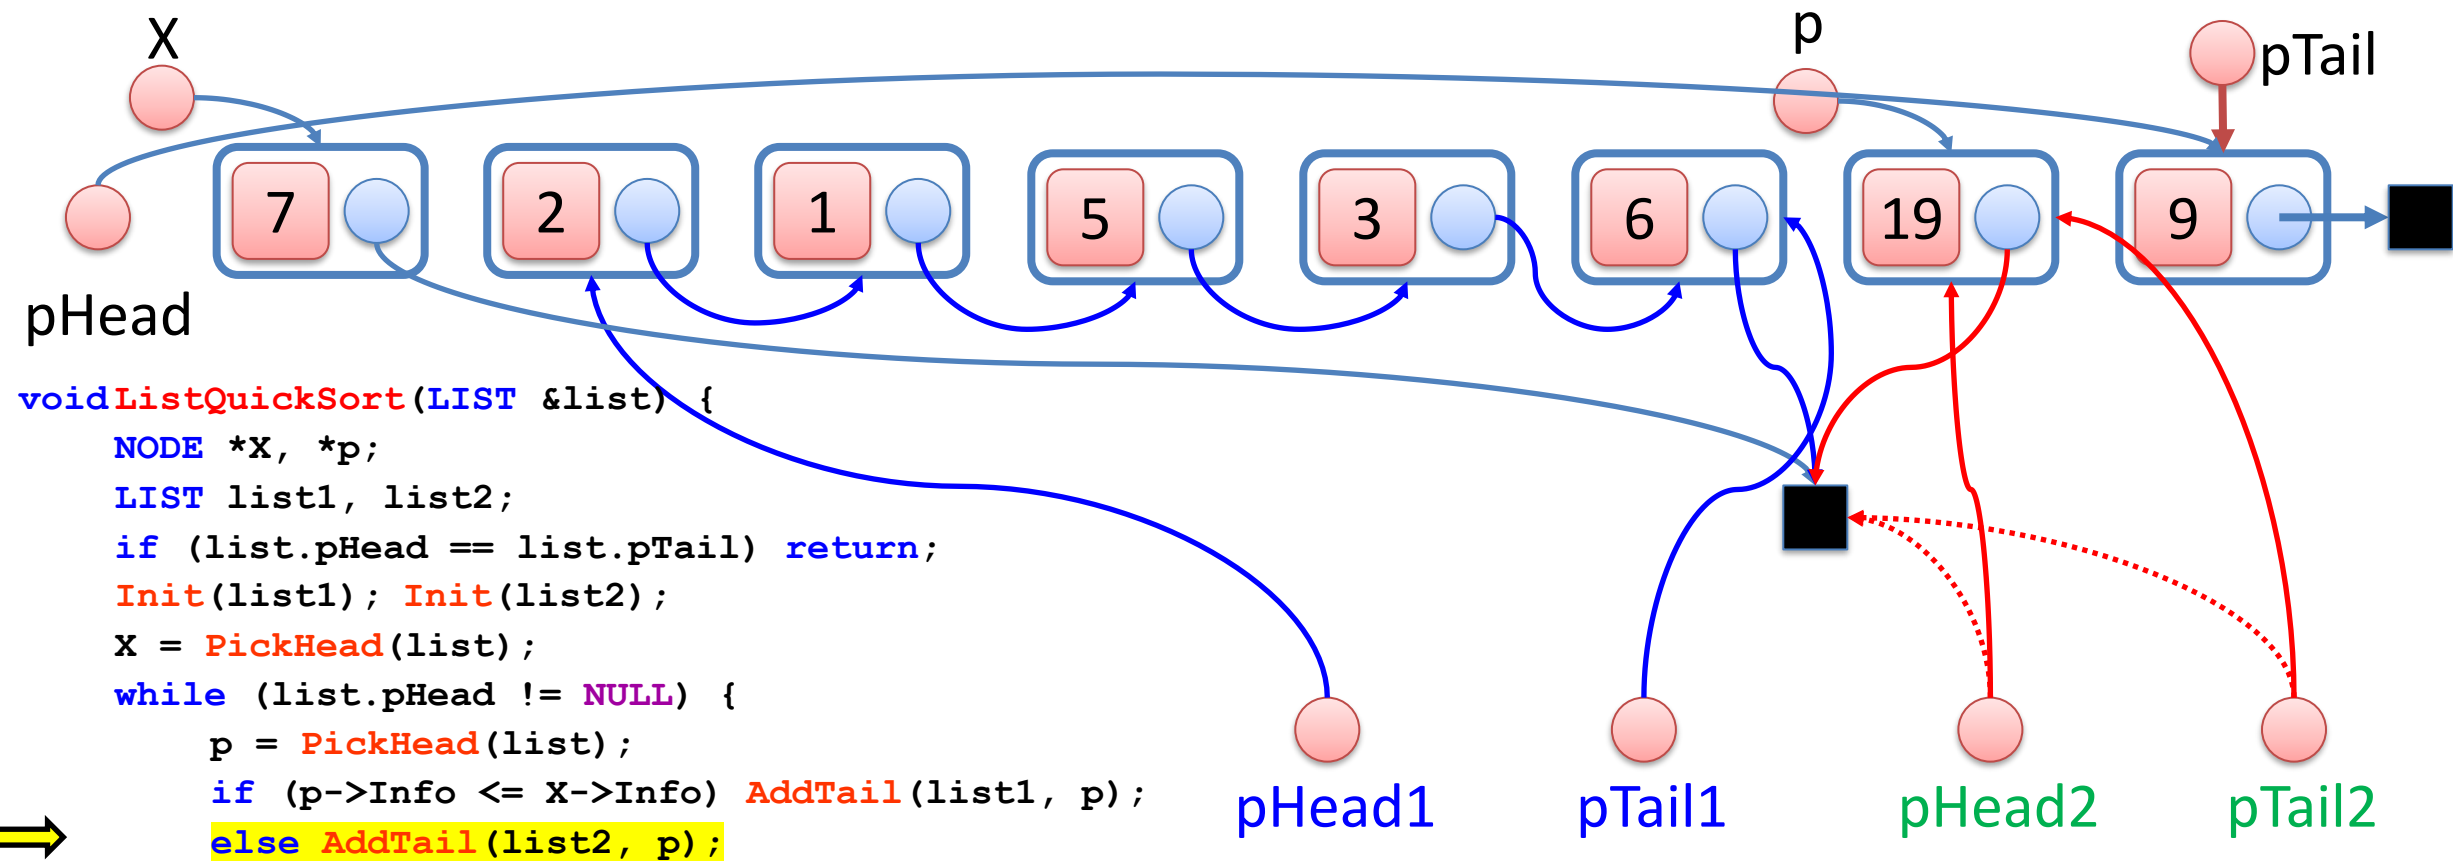 X
p
pTail
7 2 1 5 3 6 19 9
pHead
void ListQuickSort(LIST &list) {
NODE *X, *p;
LIST list1, list2;
if (list.pHead == list.pTail) return;
Init(list1); Init(list2);
X = PickHead(list);
while (list.pHead != NULL) {
p = PickHead(list);
if (p->Info <= X->Info) AddTail(list1, p);
else AddTail(list2, p);
pHead1 pTail1 pHead2 pTail2